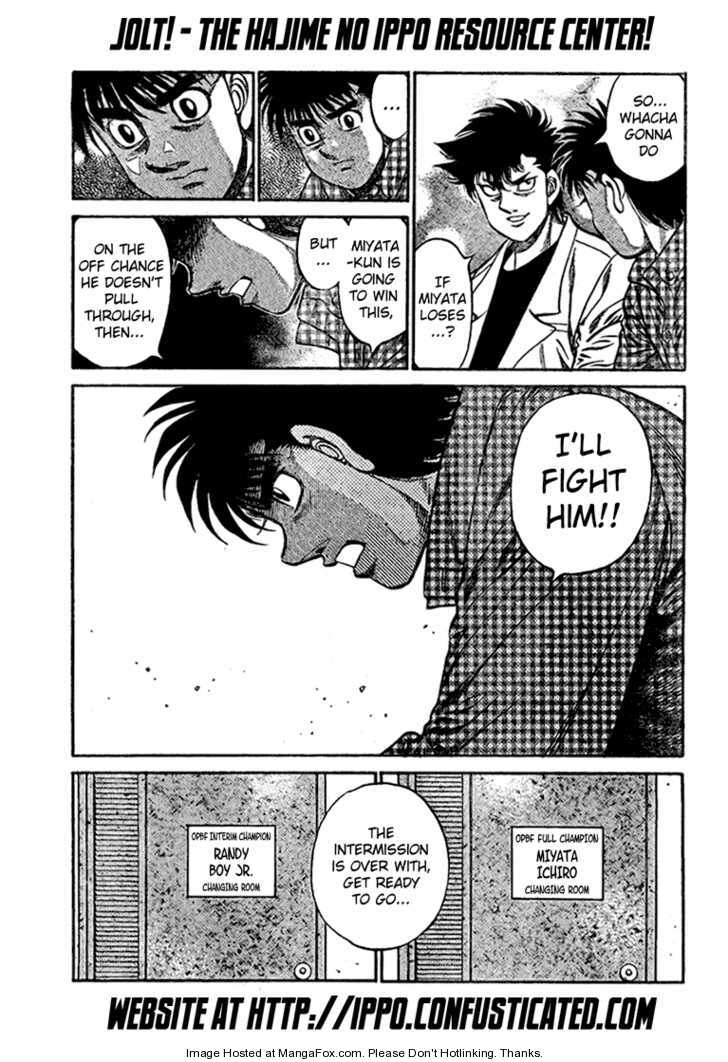 JOLT! - THE HAJIME NO IPPO RESOURCE CENTER!
SO...
WHACHA
GONNA
DO
IF
MIYATA
LOSES
...?
...
MIYATA
-KUN IS
GOING
TO
WIN
THIS,
BUT
...
ON THE
OFF CHANCE
HE DOESN'T
PULL
THROUGH,
THEN...
I'LL
FIGHT
HIM!!
OPBF FULL CHAMPION
MIYATA
ICHIRO
CHANGING ROOM
THE
INTERMISSION
IS OVER WITH,
GET READY
TO GO...
OPBF INTERIM CHAMPION
RANDY
BOY JR.
CHANGING ROOM
WEBSITE AT HTTP://IPPO.CONFUSTICATED.COM
Image Hosted at MangaFox.com. Please Don't Hotlinking. Thanks.